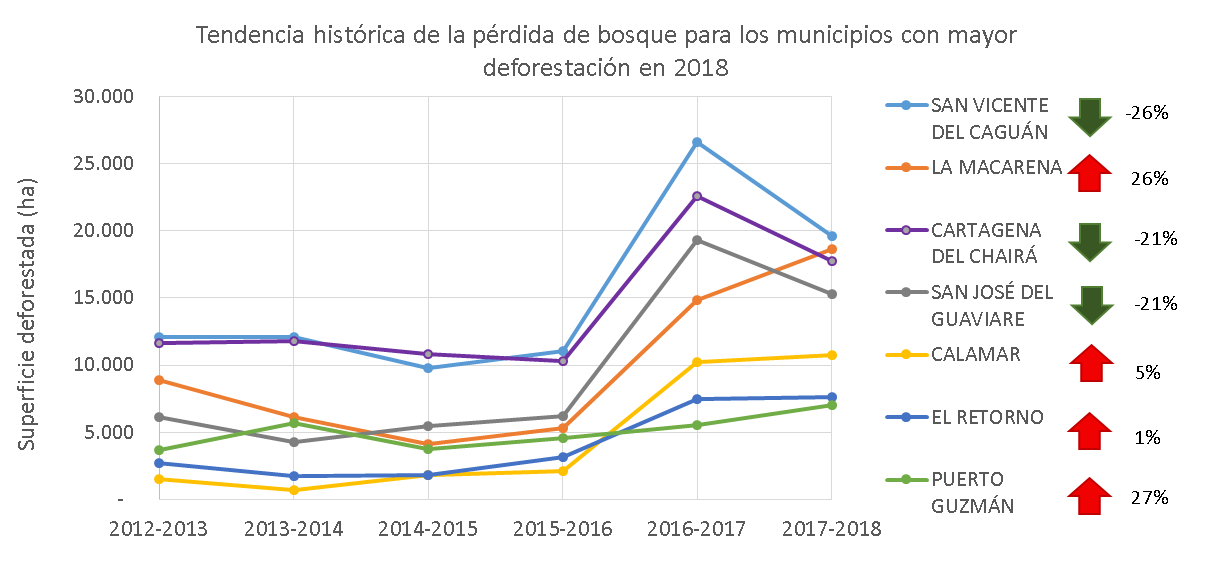 Tendencia histórica de la pérdida de bosque para los municipios con mayor
deforestación en 2018
Superficie deforestada (ha)
30.000
25.000
20.000
15.000
10.000
5.000
-
2012-2013
2013-2014
2014-2015
2015-2016
2016-2017
2017-2018
SAN VICENTE
DEL CAGUÁN
-26%
LA MACARENA
26%
CARTAGENA
DEL CHAIRÁ
-21%
SAN JOSÉ DEL
GUAVIARE
-21%
CALAMAR
5%
EL RETORNO
1%
PUERTO
GUZMÁN
27%